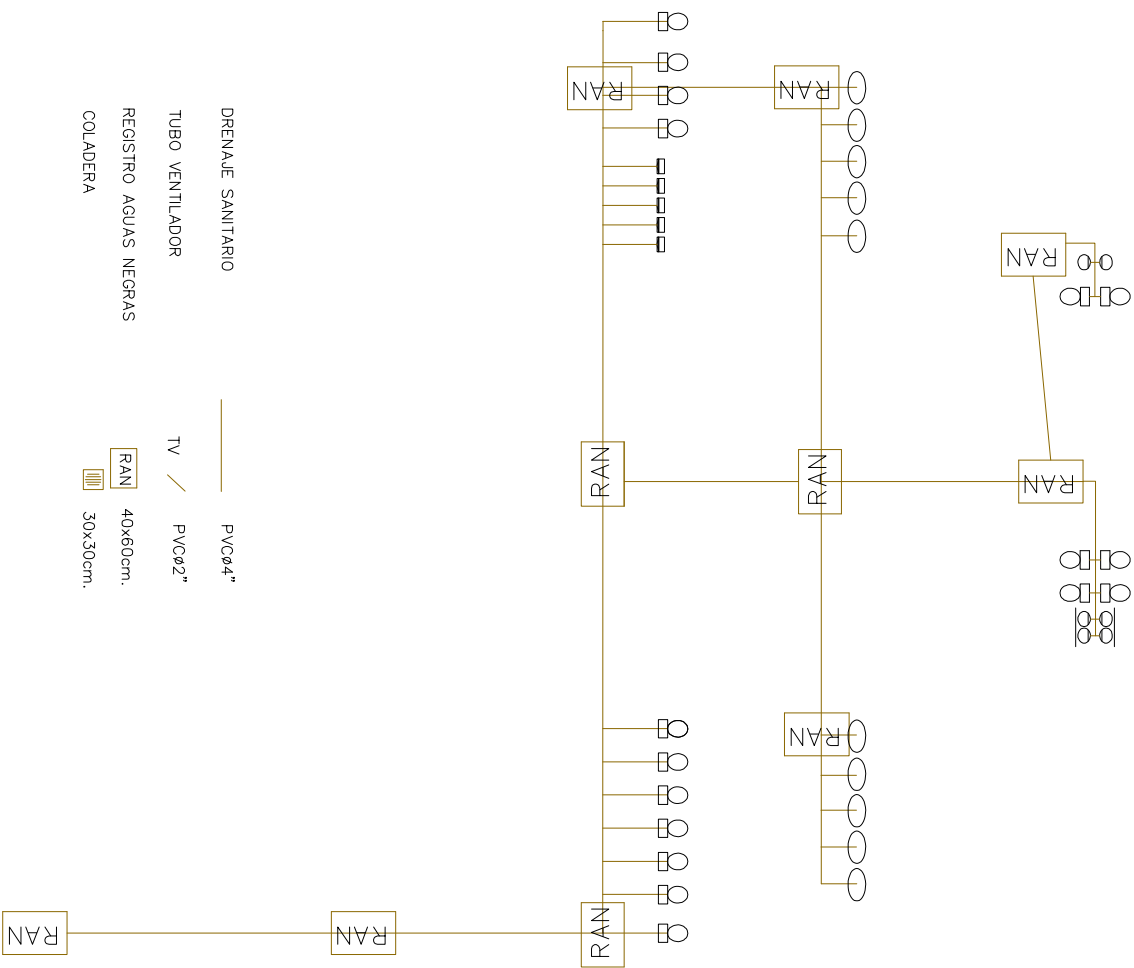 RAN
RAN
RAN
RAN
RAN
RAN
RAN
RAN
RAN
RAN
DRENAJE SANITARIO PVCø4"
TUBO VENTILADOR TV PVCø2"
REGISTRO AGUAS NEGRAS RAN 40x60cm.
COLADERA 30x30cm.